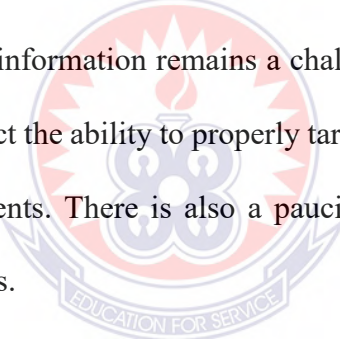 information remains a chal
ct the ability to properly tar
ents. There is also a pauci
s.
EDUCATION FOR SERVICE